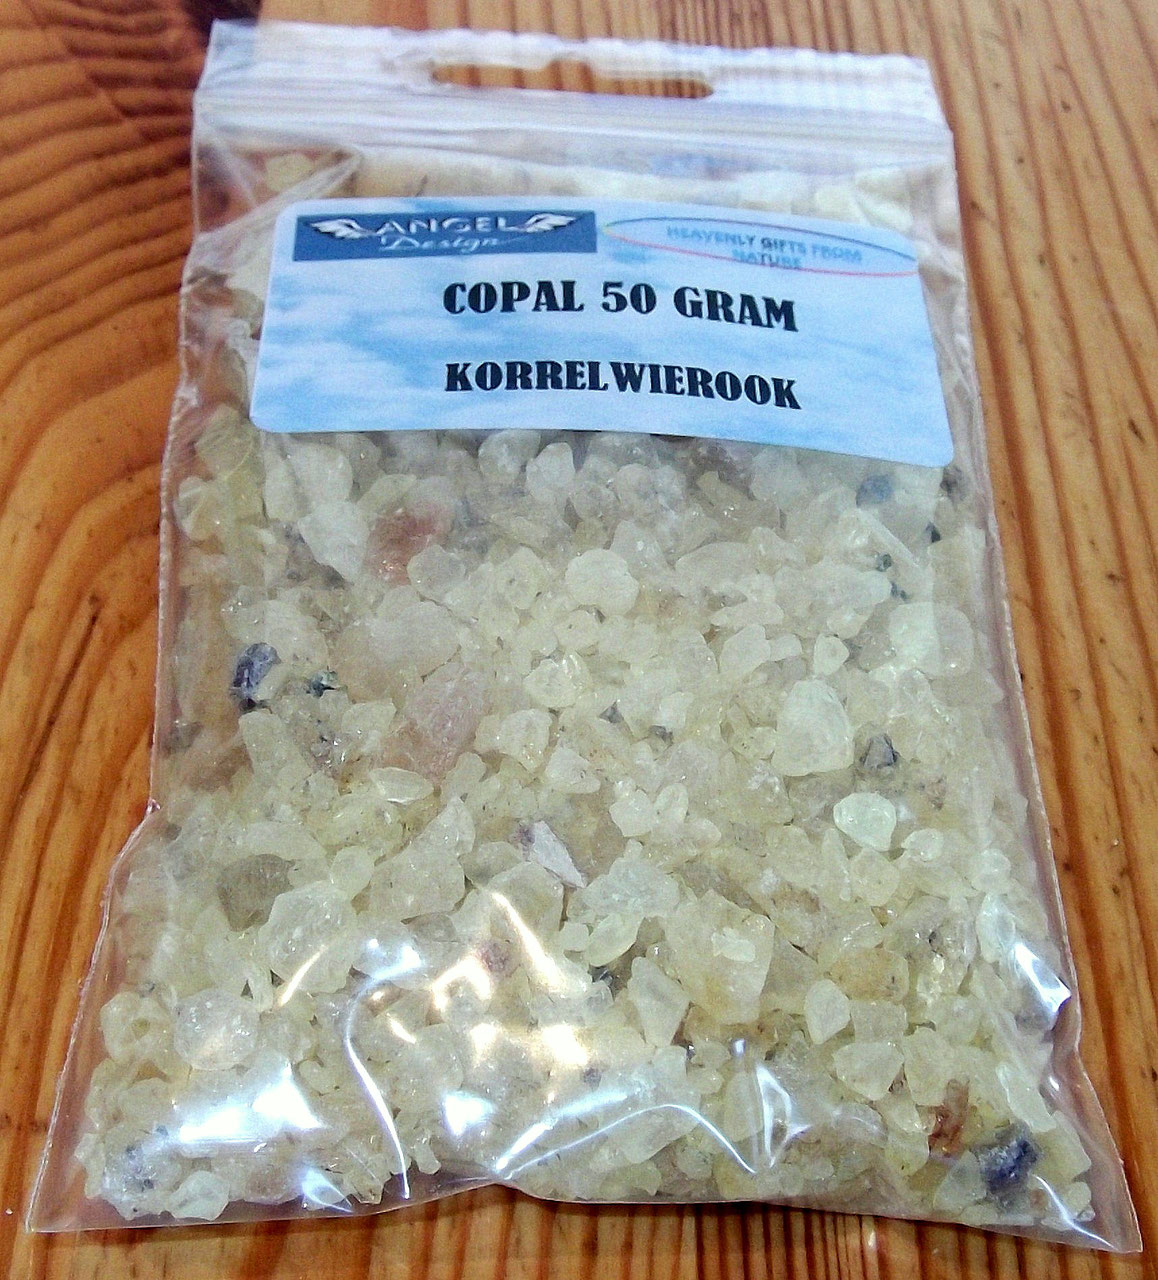 ANGEL
Design
HEAVENLY GIFTS FROM
NATURE
COPAL 50 GRAM
KORRELWIEROOK